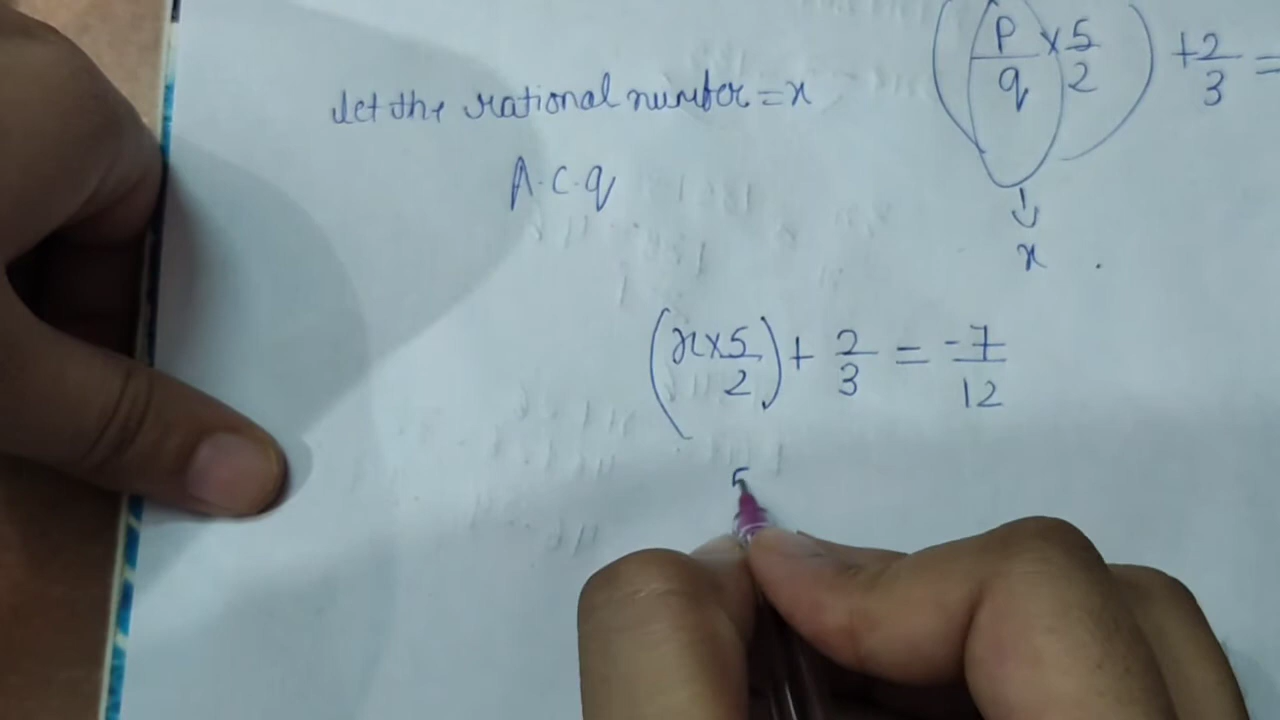 Let the rational number = x
A.C.q
(p/q × 5/2) + 2/3 =
x
(x × 5/2) + 2/3 = -7/12
5